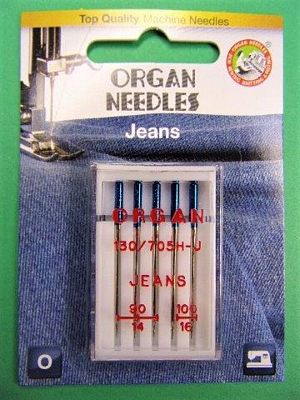 Top Quality Machine Needles
ORGAN
NEEDLES
Jeans
ORGAN
130/705H-J
JEANS
90 100
14 16
O